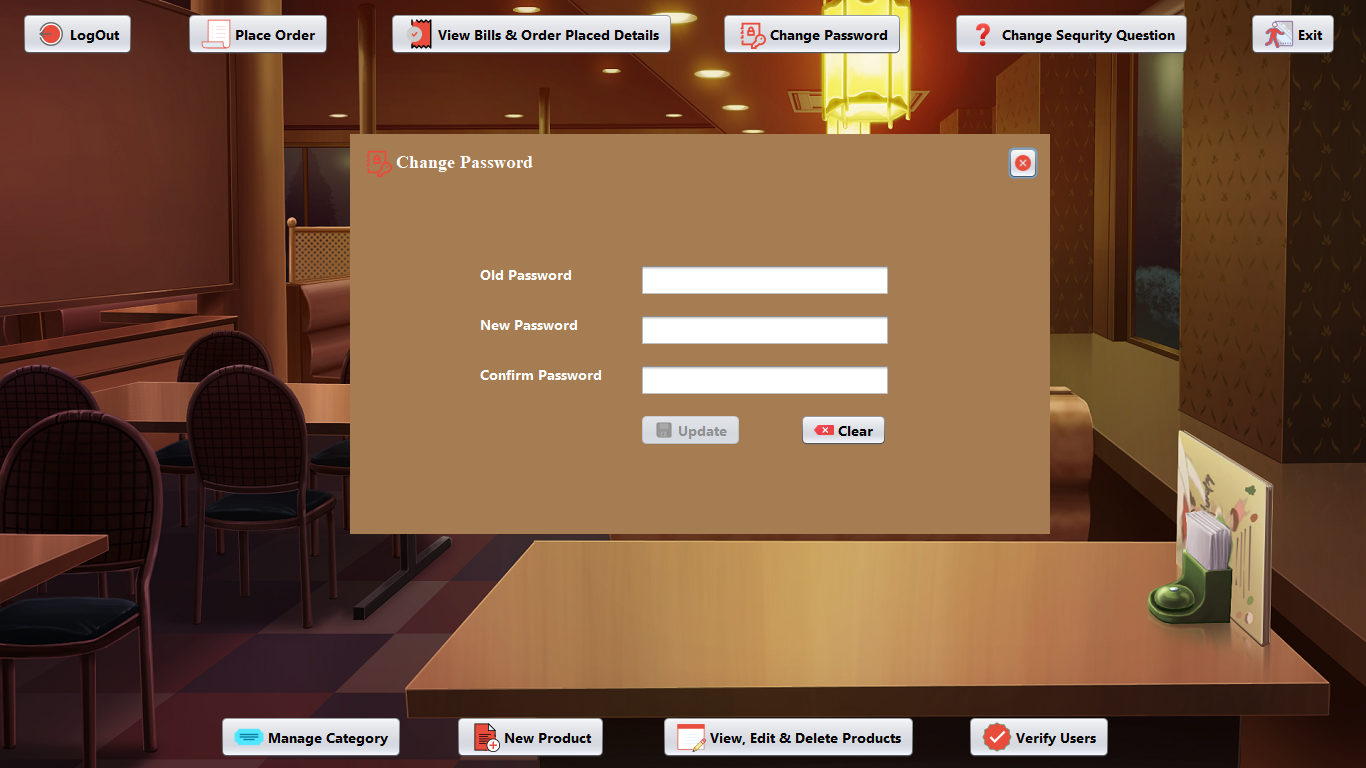 LogOut
Place Order
View Bills & Order Placed Details
Change Password
Change Sequrity Question
Exit
Change Password
Old Password
New Password
Confirm Password
Update
Clear
Manage Category
New Product
View, Edit & Delete Products
Verify Users